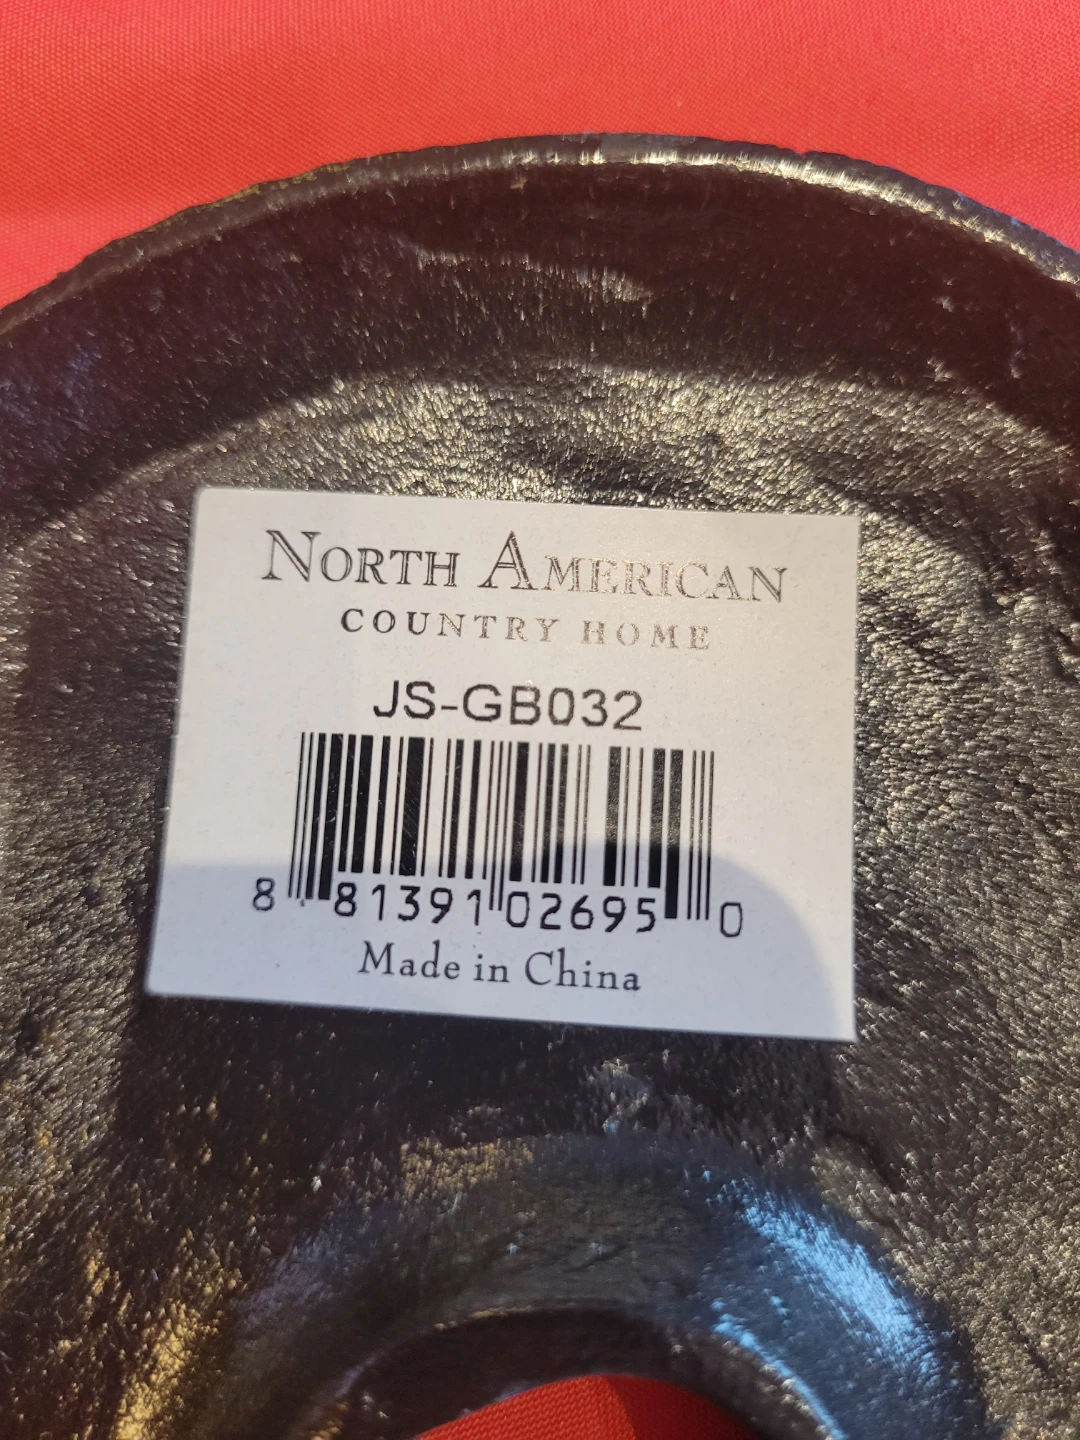 NORTH AMERICAN
COUNTRY HOME
JS-GB032
8 81391 02695 0
Made in China